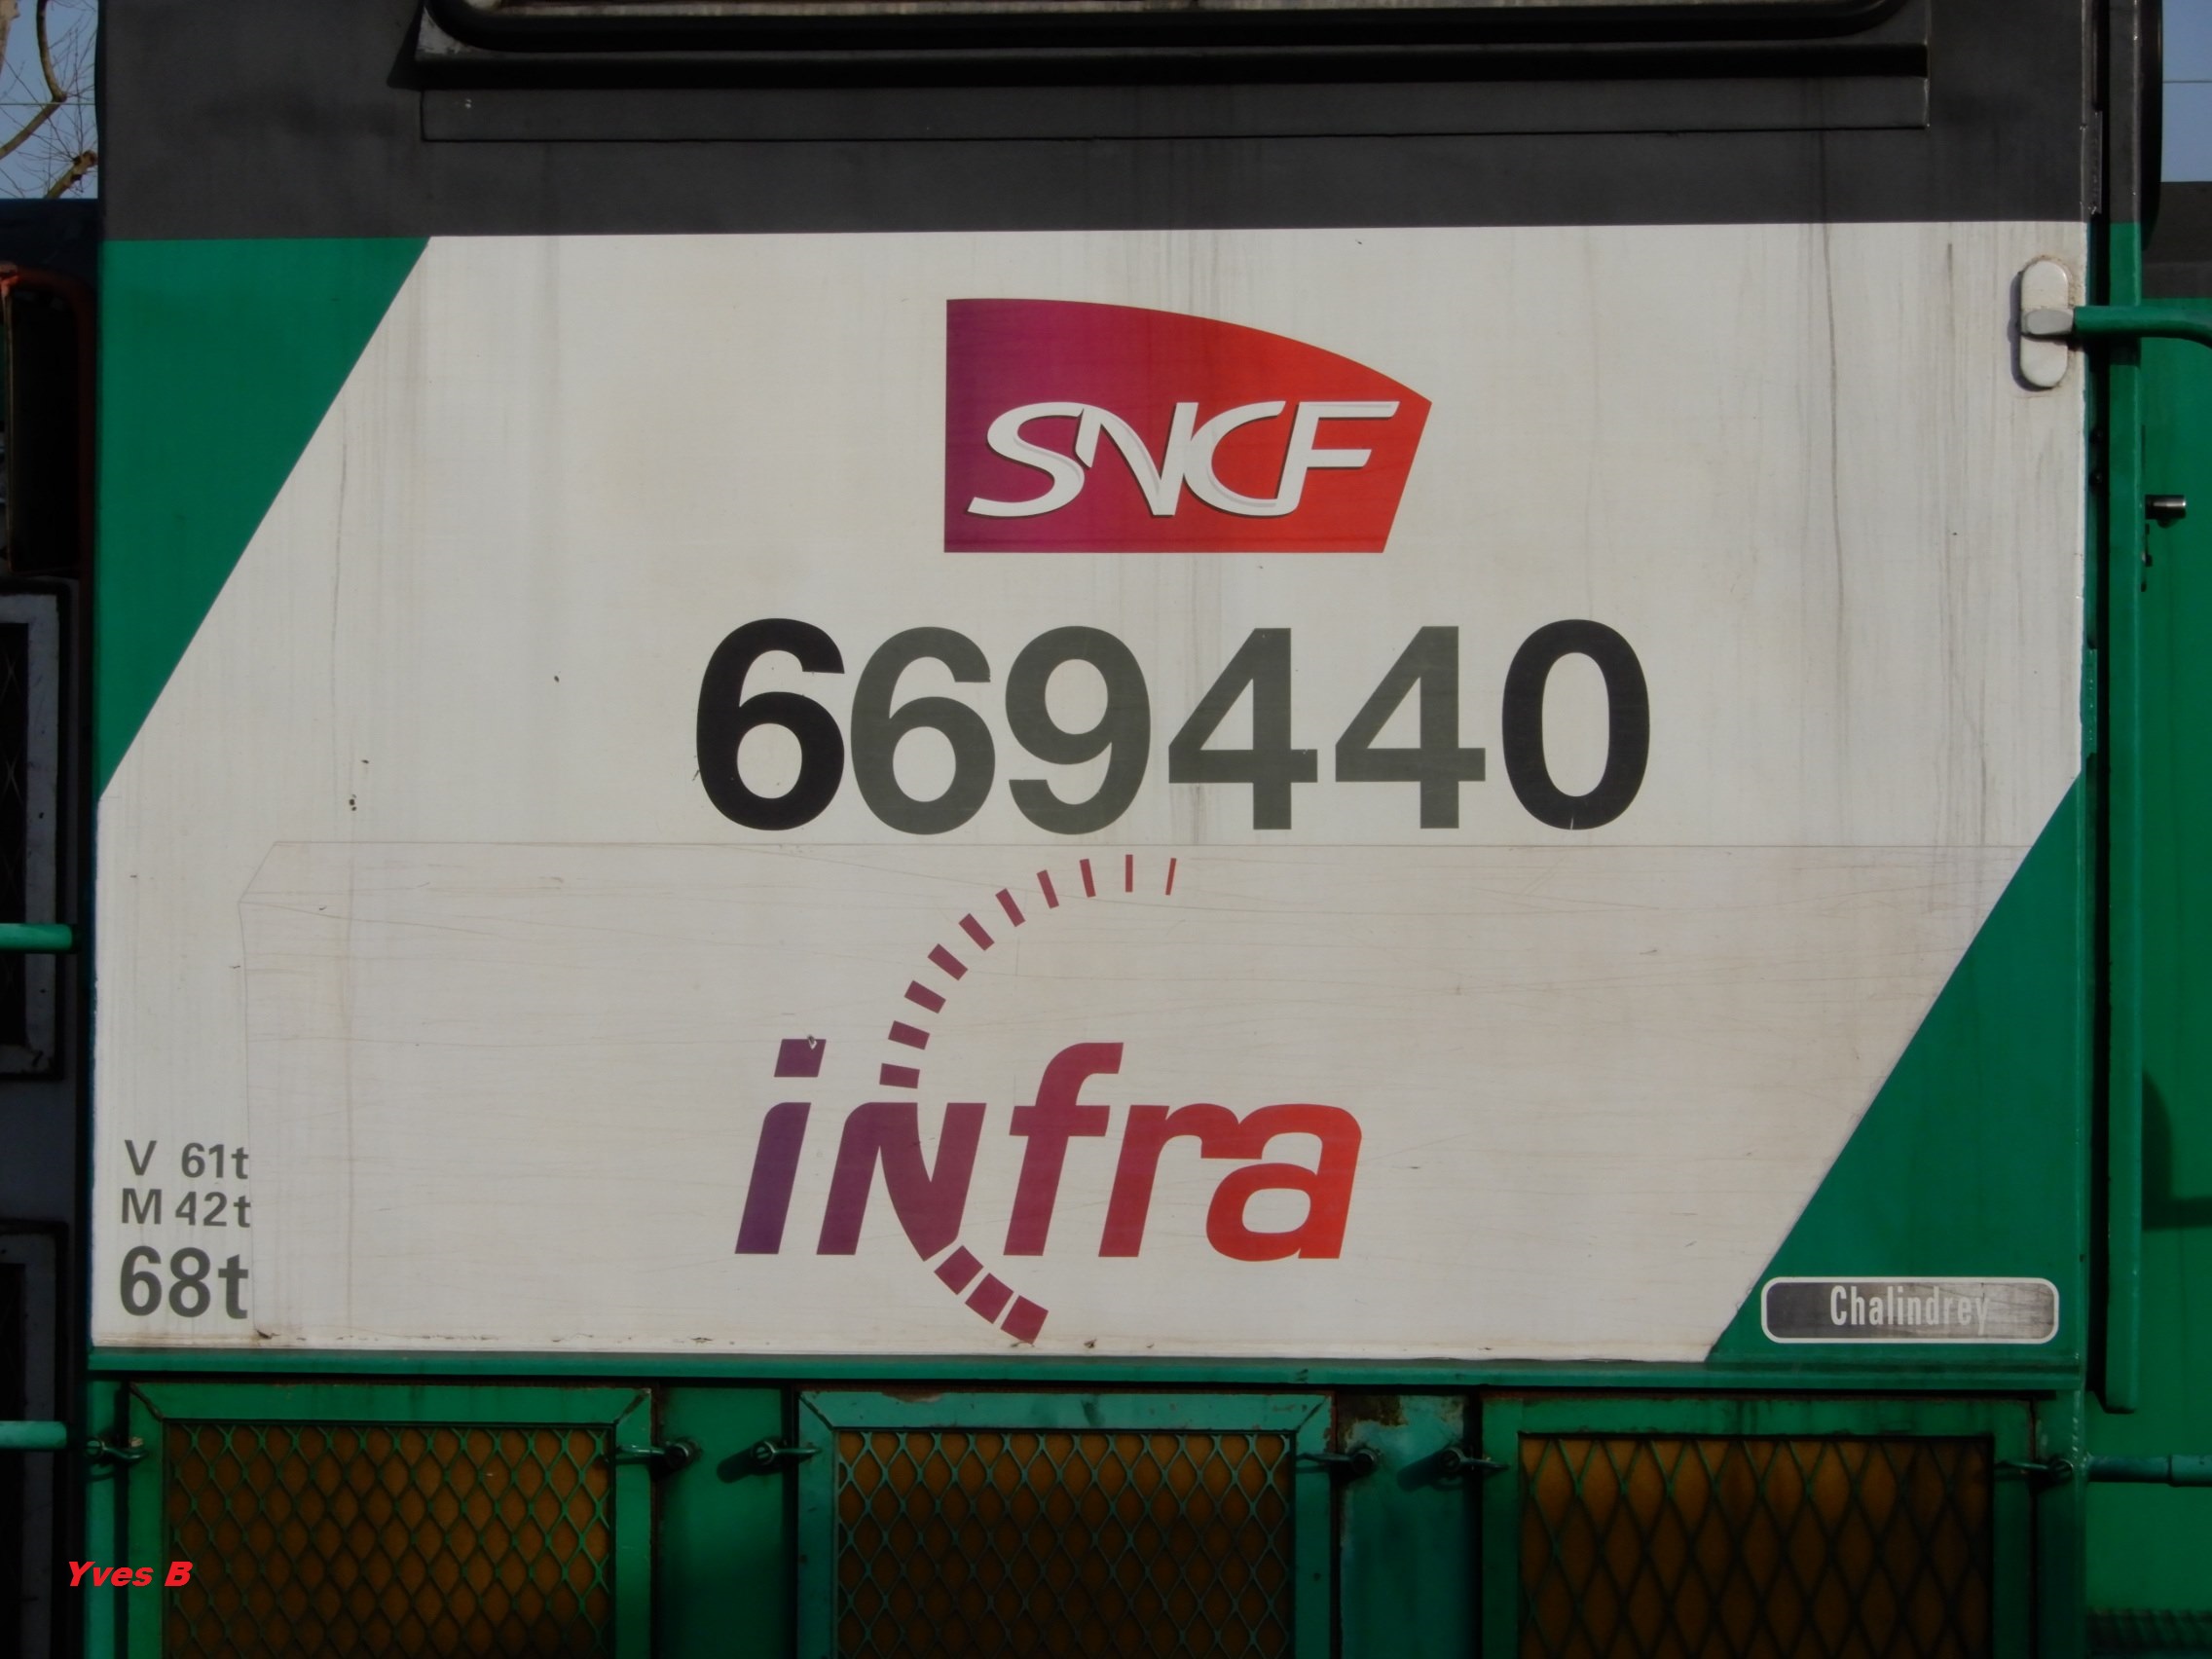 SNCF
669440
infra
V 61t
M 42t
68t
Chalindrey
Yves B